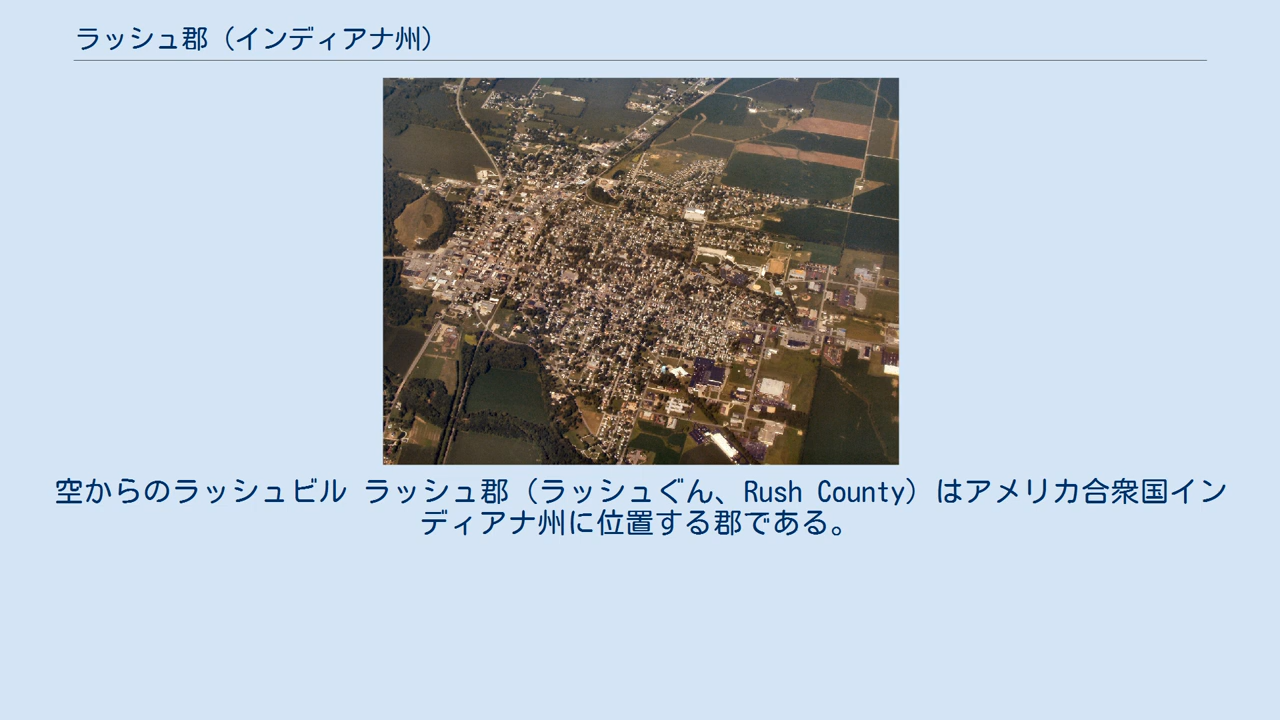 ラッシュ郡（インディアナ州）
空からのラッシュビル ラッシュ郡（ラッシュぐん、Rush County）はアメリカ合衆国イン
ディアナ州に位置する郡である。